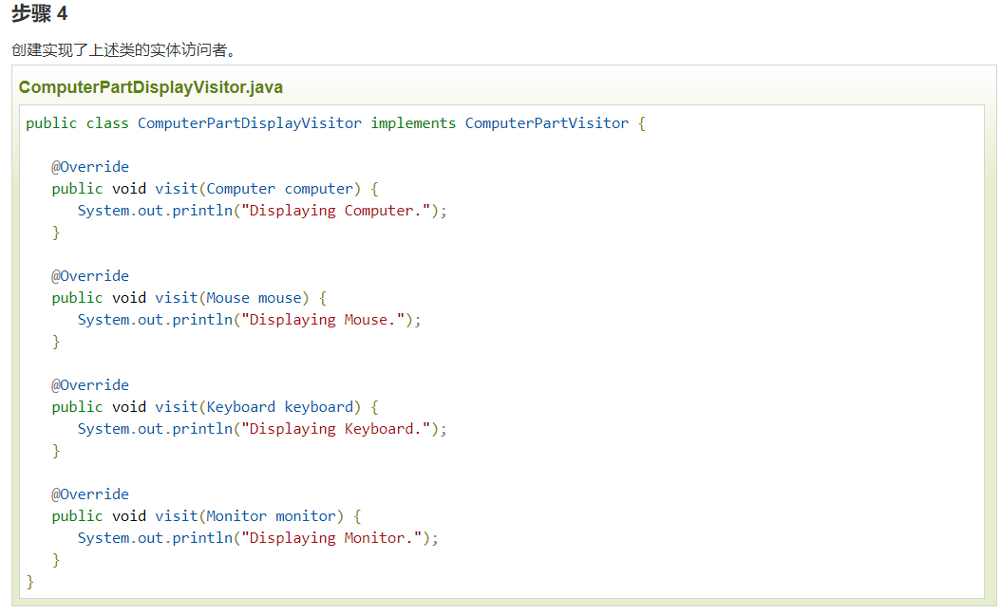 步骤 4
创建实现了上述类的实体访问者。
ComputerPartDisplayVisitor.java
public class ComputerPartDisplayVisitor implements ComputerPartVisitor {
@Override
public void visit(Computer computer) {
System.out.println("Displaying Computer.");
}
@Override
public void visit(Mouse mouse) {
System.out.println("Displaying Mouse.");
}
@Override
public void visit(Keyboard keyboard) {
System.out.println("Displaying Keyboard.");
}
@Override
public void visit(Monitor monitor) {
System.out.println("Displaying Monitor.");
}
}